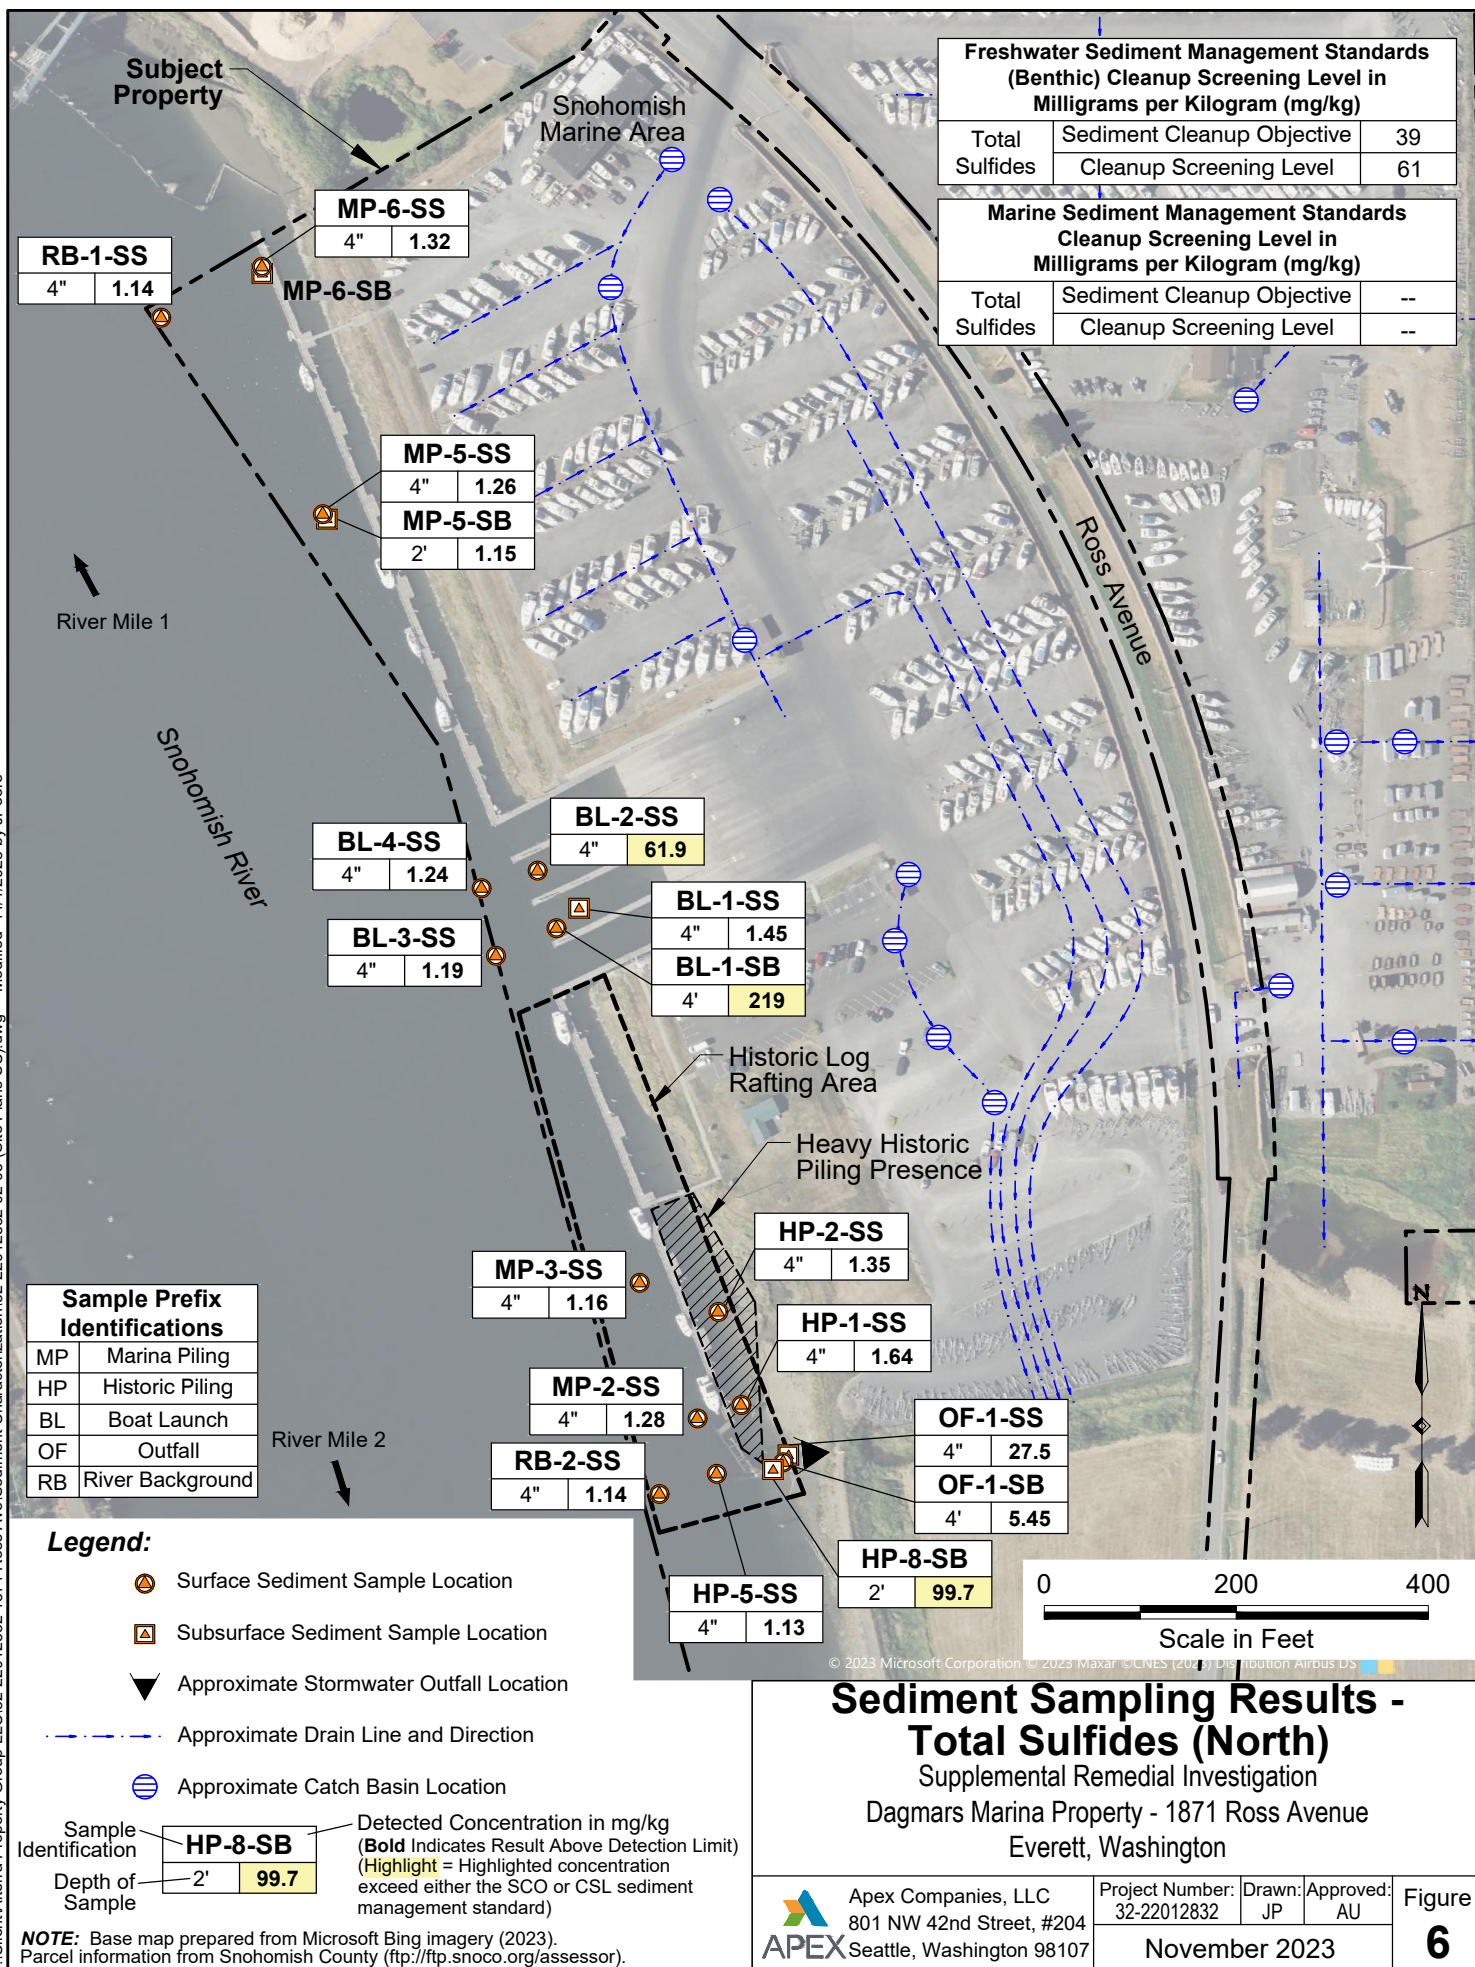 Subject
Property
Snohomish
Marine Area
Freshwater Sediment Management Standards
(Benthic) Cleanup Screening Level in
Milligrams per Kilogram (mg/kg)
Total
Sulfides
Sediment Cleanup Objective 39
Cleanup Screening Level 61
Marine Sediment Management Standards
Cleanup Screening Level in
Milligrams per Kilogram (mg/kg)
Total
Sulfides
Sediment Cleanup Objective --
Cleanup Screening Level --
MP-6-SS
4" 1.32
MP-6-SB
RB-1-SS
4" 1.14
MP-5-SS
4" 1.26
MP-5-SB
2' 1.15
River Mile 1
Ross Avenue
Snohomish River
BL-2-SS
4" 61.9
BL-4-SS
4" 1.24
BL-1-SS
4" 1.45
BL-1-SB
4' 219
BL-3-SS
4" 1.19
Historic Log
Rafting Area
Heavy Historic
Piling Presence
HP-2-SS
4" 1.35
MP-3-SS
4" 1.16
HP-1-SS
4" 1.64
MP-2-SS
4" 1.28
OF-1-SS
4" 27.5
OF-1-SB
4' 5.45
RB-2-SS
4" 1.14
HP-8-SB
2' 99.7
HP-5-SS
4" 1.13
Sample Prefix
Identifications
MP Marina Piling
HP Historic Piling
BL Boat Launch
OF Outfall
RB River Background
River Mile 2
N
0 200 400
Scale in Feet
© 2023 Microsoft Corporation © 2023 Maxar ©CNES (2023) Distribution Airbus DS
Legend:
Surface Sediment Sample Location
Subsurface Sediment Sample Location
Approximate Stormwater Outfall Location
Approximate Drain Line and Direction
Approximate Catch Basin Location
Sample
Identification
Depth of
Sample
HP-8-SB
2' 99.7
Detected Concentration in mg/kg
(Bold Indicates Result Above Detection Limit)
(Highlight = Highlighted concentration
exceed either the SCO or CSL sediment
management standard)
NOTE: Base map prepared from Microsoft Bing imagery (2023).
Parcel information from Snohomish County (ftp://ftp.snoco.org/assessor).
Sediment Sampling Results -
Total Sulfides (North)
Supplemental Remedial Investigation
Dagmars Marina Property - 1871 Ross Avenue
Everett, Washington
APEX
Apex Companies, LLC
801 NW 42nd Street, #204
Seattle, Washington 98107
Project Number:
32-22012832
Drawn:
JP
Approved:
AU
November 2023
Figure
6